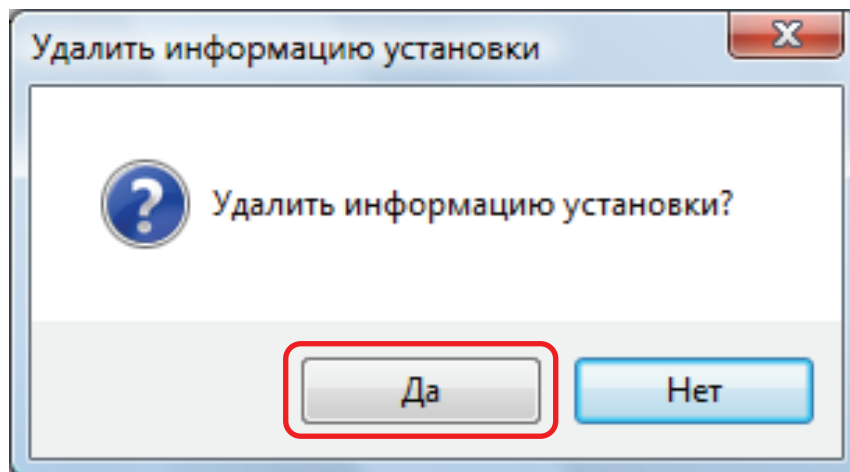 Удалить информацию установки
Удалить информацию установки?
Да
Нет